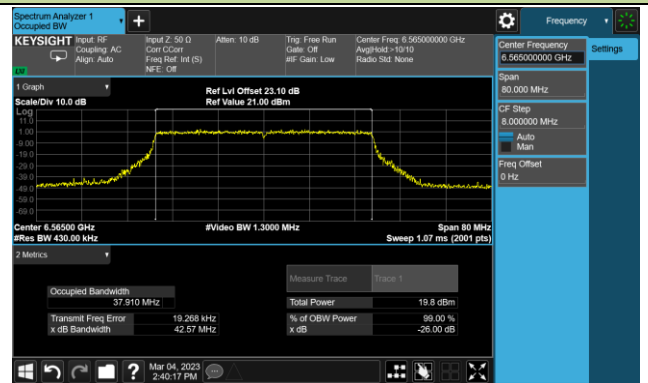 Spectrum Analyzer 1
Occupied BW
Frequency
KEYSIGHT
Input: RF
Coupling: AC
Align: Auto
Input Z: 50 Ω
Corr CCorr
Freq Ref: Int (S)
NFE: Off
Atten: 10 dB
Trig: Free Run
Gate: Off
#IF Gain: Low
Center Freq: 6.565000000 GHz
Avg|Hold:>10/10
Radio Std: None
Center Frequency
6.565000000 GHz
Settings
Span
80.000 MHz
CF Step
8.000000 MHz
Auto
Man
Freq Offset
0 Hz
1 Graph
Scale/Div 10.0 dB
Ref Lvl Offset 23.10 dB
Ref Value 21.00 dBm
Log
11.0
1.00
-9.00
-19.0
-29.0
-39.0
-49.0
-59.0
-69.0
Center 6.56500 GHz
#Video BW 1.3000 MHz
Span 80 MHz
#Res BW 430.00 kHz
Sweep 1.07 ms (2001 pts)
2 Metrics
Measure Trace
Trace 1
Occupied Bandwidth
37.910 MHz
Total Power
19.8 dBm
Transmit Freq Error
19.268 kHz
% of OBW Power
99.00 %
x dB Bandwidth
42.57 MHz
x dB
-26.00 dB
Mar 04, 2023
2:40:17 PM